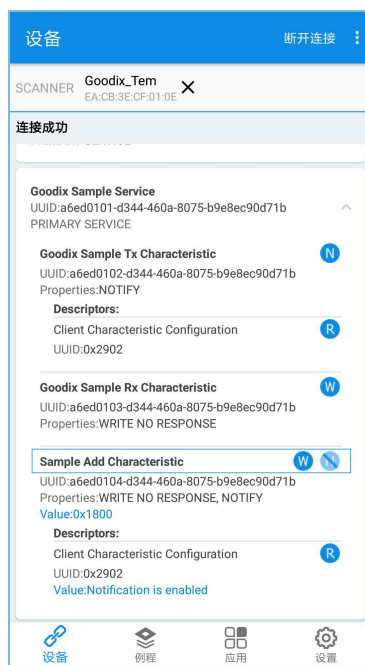 设备 断开连接
SCANNER Goodix_Tem
EA:CB:3E:CF:01:0E
连接成功
PRIMARY SERVICE
Goodix Sample Service
UUID:a6ed0101-d344-460a-8075-b9e8ec90d71b
PRIMARY SERVICE
Goodix Sample Tx Characteristic N
UUID:a6ed0102-d344-460a-8075-b9e8ec90d71b
Properties:NOTIFY
Descriptors:
Client Characteristic Configuration R
UUID:0x2902
Goodix Sample Rx Characteristic W
UUID:a6ed0103-d344-460a-8075-b9e8ec90d71b
Properties:WRITE NO RESPONSE
Sample Add Characteristic W N
UUID:a6ed0104-d344-460a-8075-b9e8ec90d71b
Properties:WRITE NO RESPONSE, NOTIFY
Value:0x1800
Descriptors:
Client Characteristic Configuration R
UUID:0x2902
Value:Notification is enabled
设备 例程 应用 设置